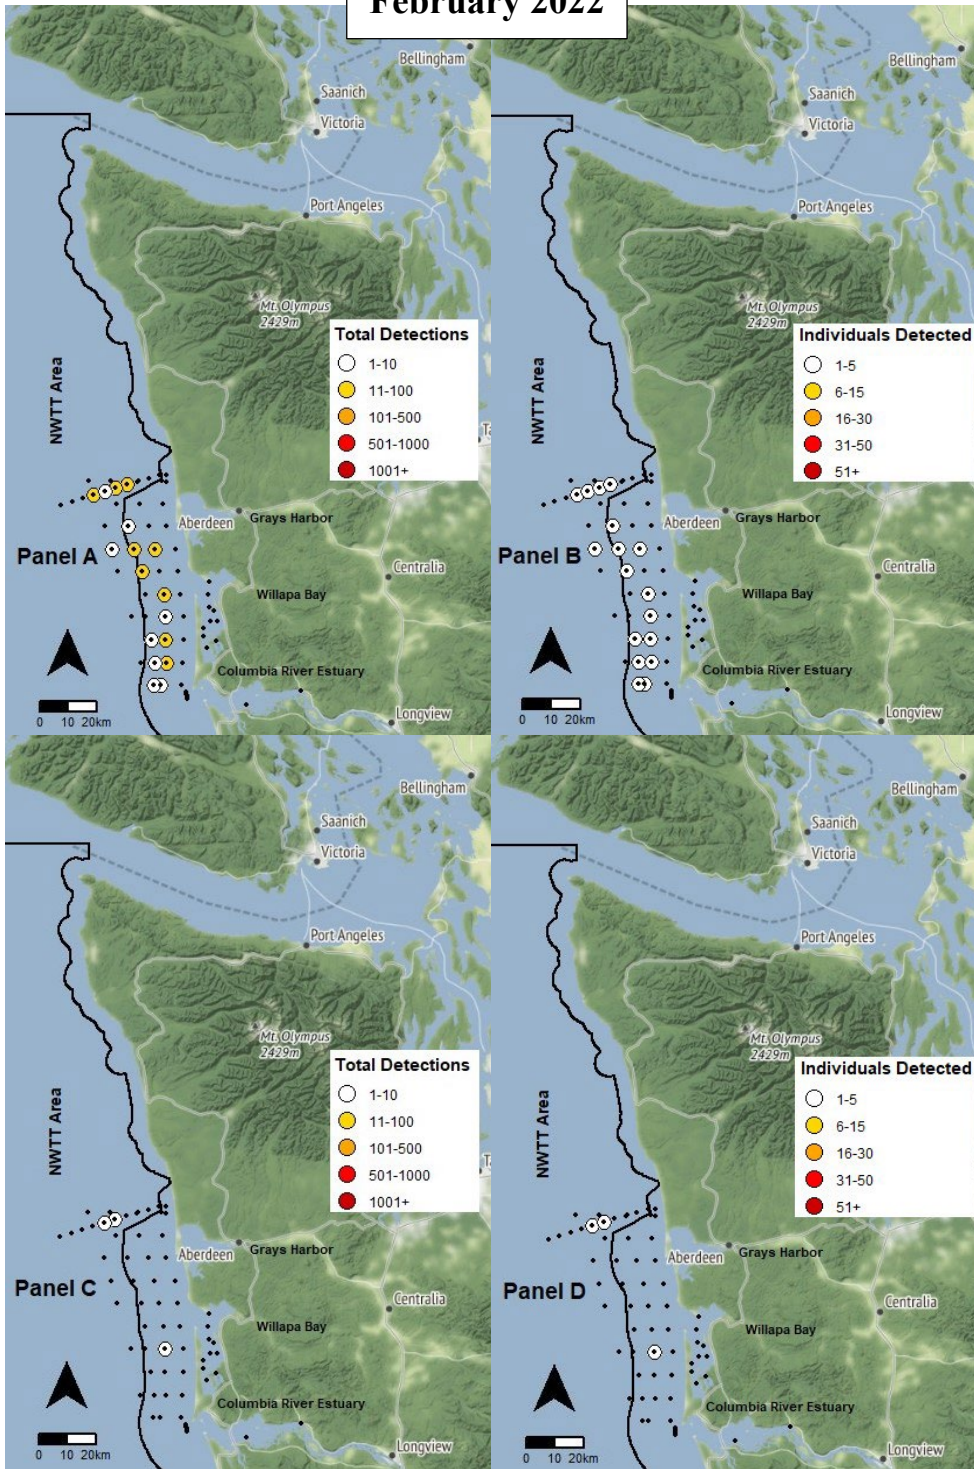 February 2022
Bellingham
Saanich
Victoria
Port Angeles
Mt. Olympus
2429m
Total Detections
1-10
11-100
101-500
501-1000
1001+
NWTT Area
Aberdeen
Grays Harbor
Panel A
Centralia
Willapa Bay
Columbia River Estuary
0 10 20km
Longview
Bellingham
Saanich
Victoria
Port Angeles
Mt. Olympus
2429m
Individuals Detected
1-5
6-15
16-30
31-50
51+
NWTT Area
Aberdeen
Grays Harbor
Panel B
Centralia
Willapa Bay
Columbia River Estuary
0 10 20km
Longview
Bellingham
Saanich
Victoria
Port Angeles
Mt. Olympus
2429m
Total Detections
1-10
11-100
101-500
501-1000
1001+
NWTT Area
Aberdeen
Grays Harbor
Panel C
Centralia
Willapa Bay
Columbia River Estuary
0 10 20km
Longview
Bellingham
Saanich
Victoria
Port Angeles
Mt. Olympus
2429m
Individuals Detected
1-5
6-15
16-30
31-50
51+
NWTT Area
Aberdeen
Grays Harbor
Panel D
Centralia
Willapa Bay
Columbia River Estuary
0 10 20km
Longview